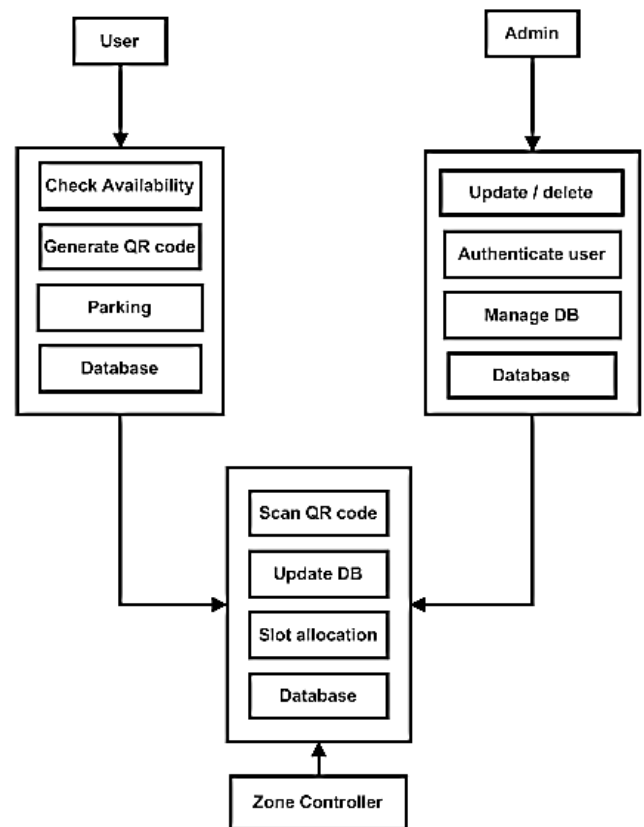 User
Admin
Check Availability
Generate QR code
Parking
Database
Update / delete
Authenticate user
Manage DB
Database
Scan QR code
Update DB
Slot allocation
Database
Zone Controller